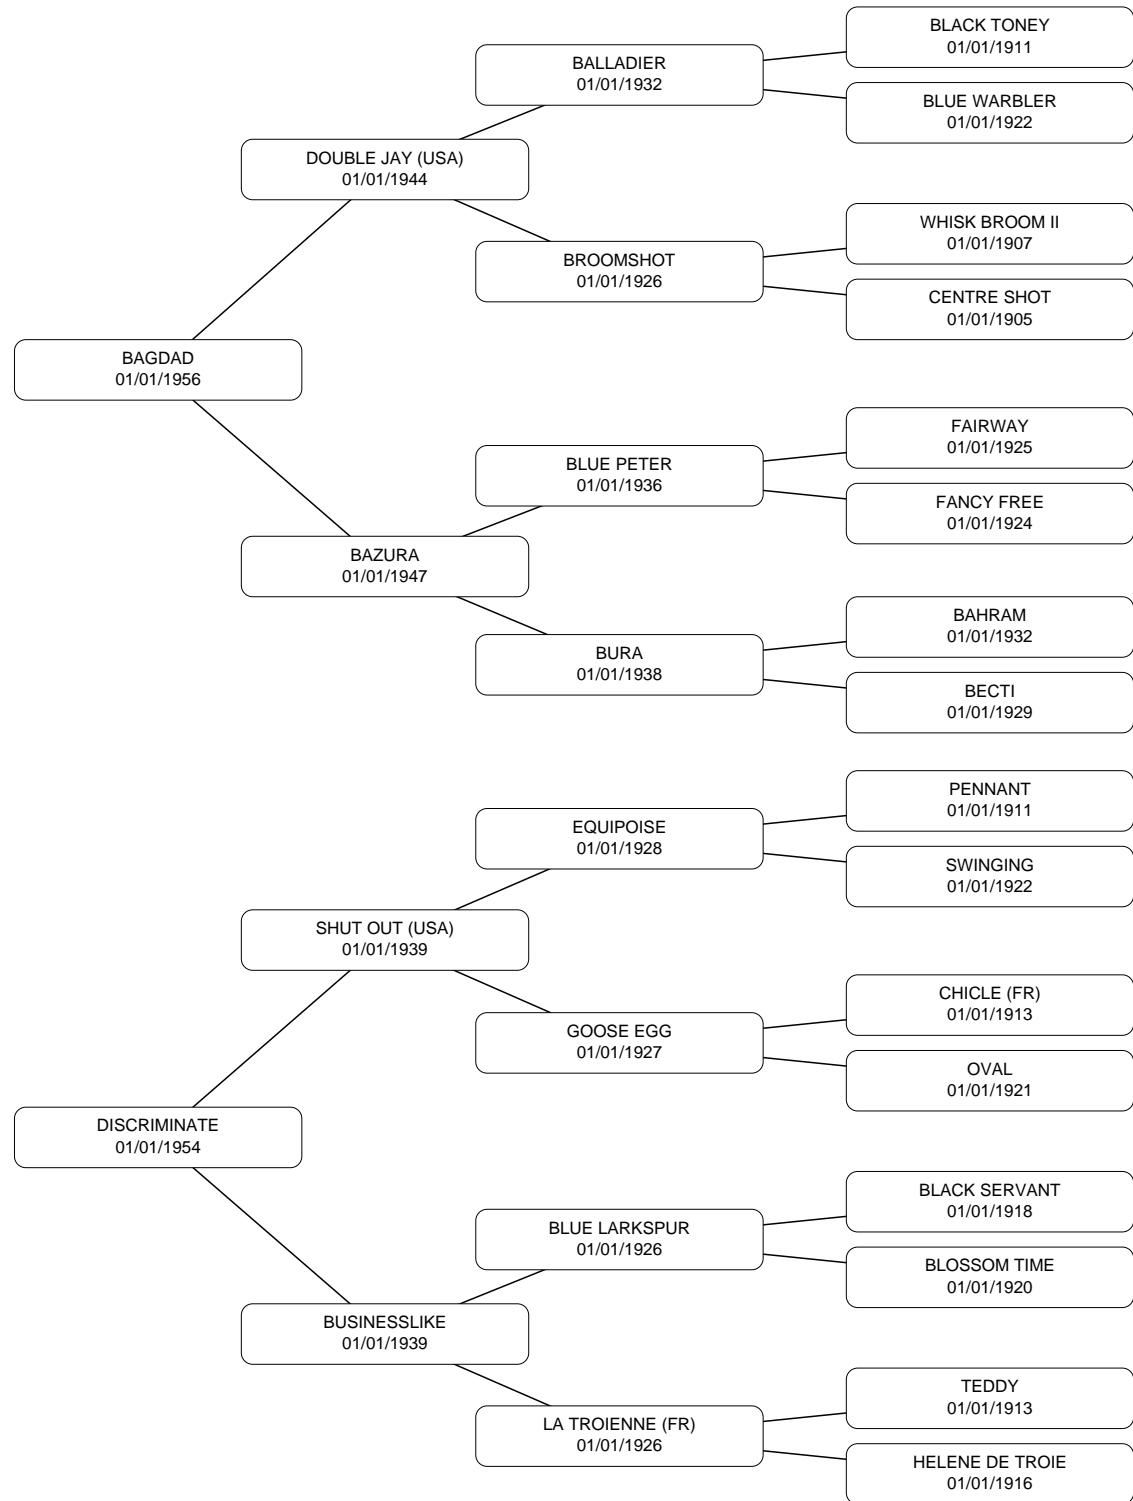 BLACK TONEY
01/01/1911
BALLADIER
01/01/1932
BLUE WARBLER
01/01/1922
DOUBLE JAY (USA)
01/01/1944
WHISK BROOM II
01/01/1907
BROOMSHOT
01/01/1926
CENTRE SHOT
01/01/1905
BAGDAD
01/01/1956
FAIRWAY
01/01/1925
BLUE PETER
01/01/1936
FANCY FREE
01/01/1924
BAZURA
01/01/1947
BAHRAM
01/01/1932
BURA
01/01/1938
BECTI
01/01/1929
PENNANT
01/01/1911
EQUIPOISE
01/01/1928
SWINGING
01/01/1922
SHUT OUT (USA)
01/01/1939
CHICLE (FR)
01/01/1913
GOOSE EGG
01/01/1927
OVAL
01/01/1921
DISCRIMINATE
01/01/1954
BLACK SERVANT
01/01/1918
BLUE LARKSPUR
01/01/1926
BLOSSOM TIME
01/01/1920
BUSINESSLIKE
01/01/1939
TEDDY
01/01/1913
LA TROIENNE (FR)
01/01/1926
HELENE DE TROIE
01/01/1916